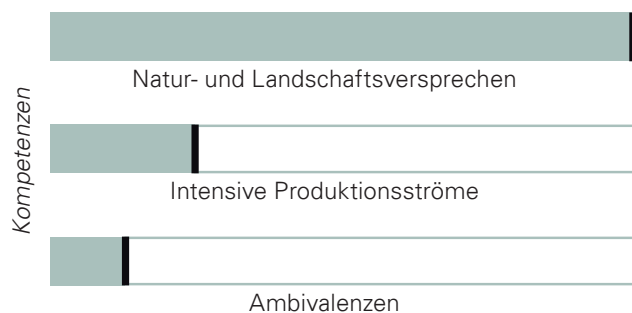 Kompetenzen
Natur- und Landschaftsversprechen
Intensive Produktionsströme
Ambivalenzen